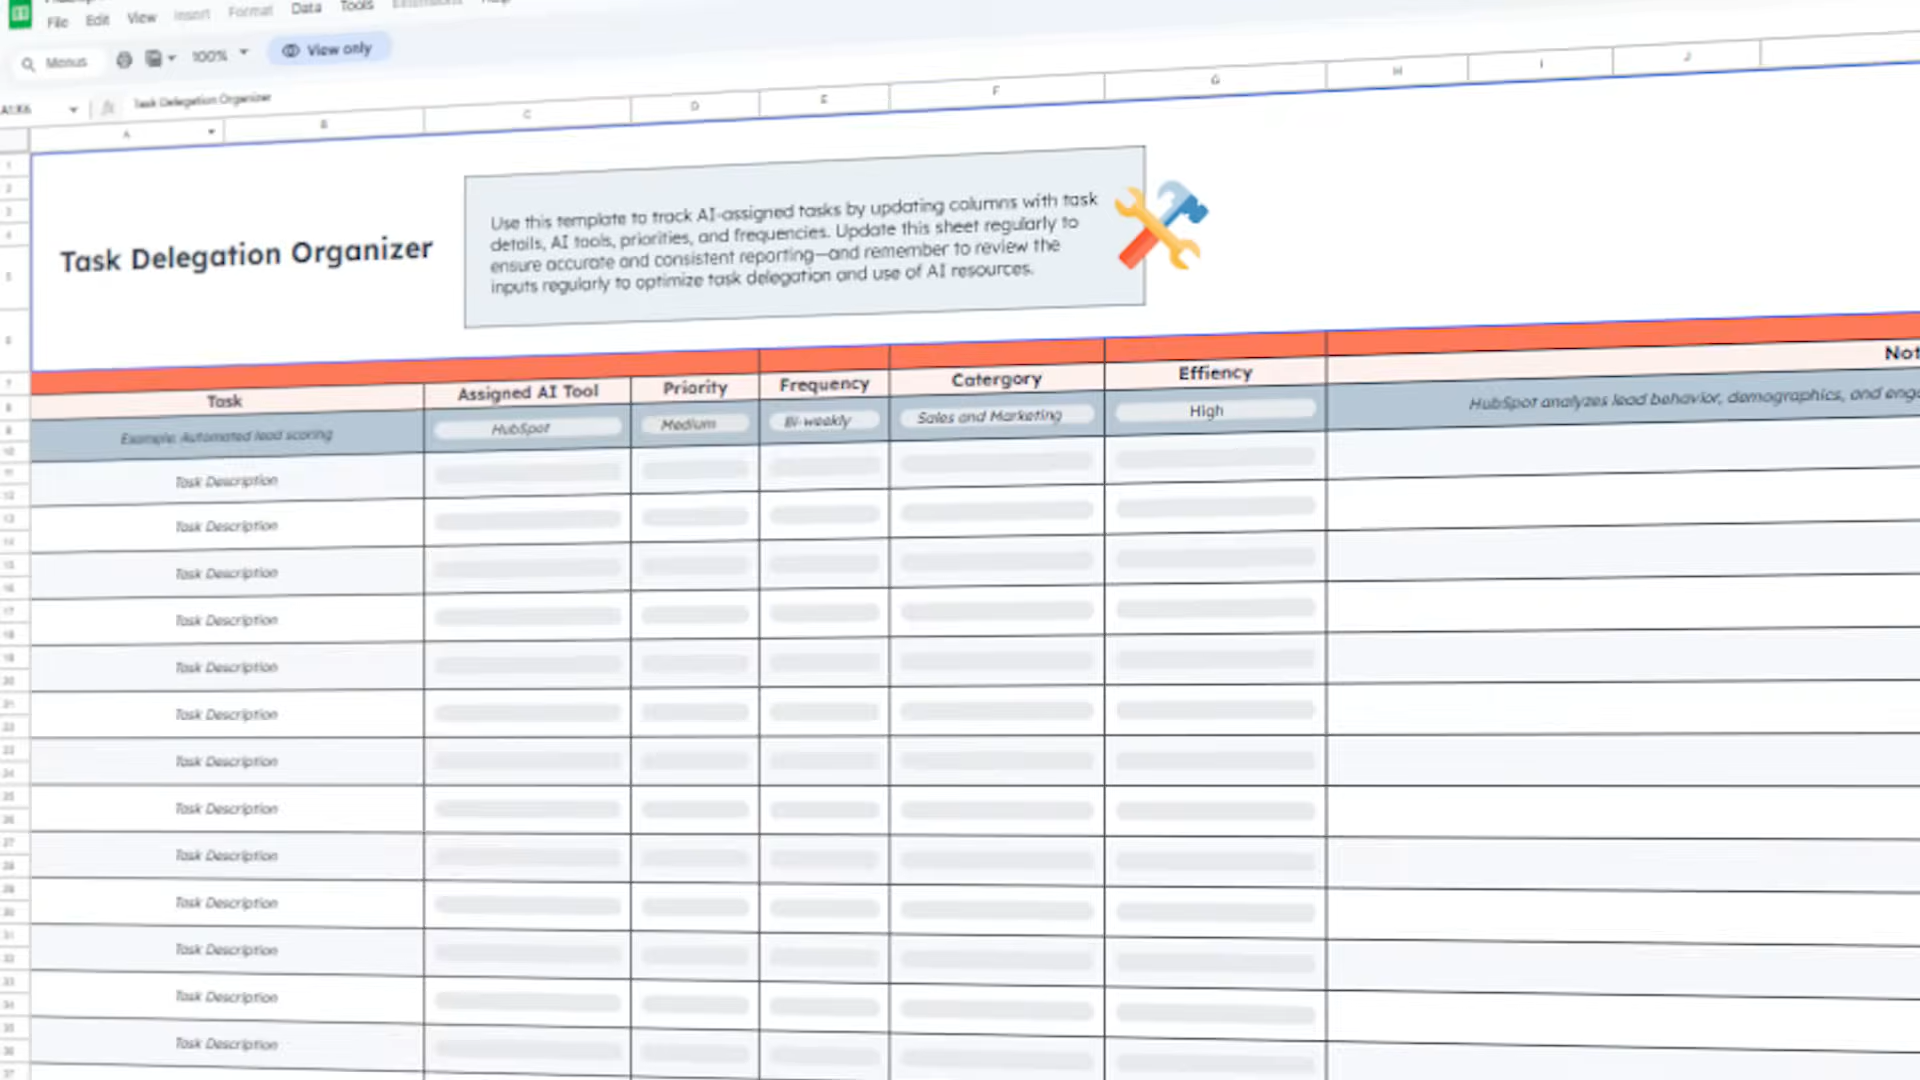 File Edit View Insert Format Data Tools Extensions
Menus 100% View only
A1:K6 Task Delegation Organizer
A B C D E F G H I J
Task Delegation Organizer
Use this template to track AI-assigned tasks by updating columns with task
details, AI tools, priorities, and frequencies. Update this sheet regularly to
ensure accurate and consistent reporting—and remember to review the
inputs regularly to optimize task delegation and use of AI resources.
Task Assigned AI Tool Priority Frequency Catergory Effiency Not
Example: Automated lead scoring HubSpot Medium Bi-weekly Sales and Marketing High HubSpot analyzes lead behavior, demographics, and eng
Task Description
Task Description
Task Description
Task Description
Task Description
Task Description
Task Description
Task Description
Task Description
Task Description
Task Description
Task Description
Task Description